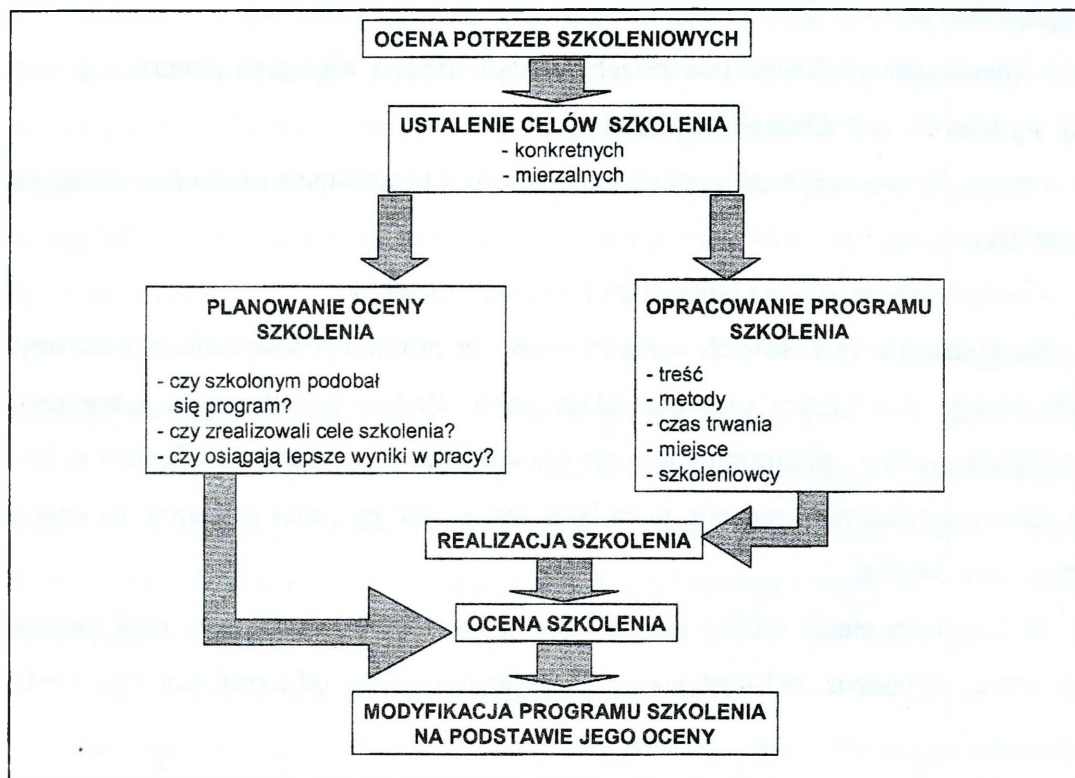 OCENA POTRZEB SZKOLENIOWYCH
USTALENIE CELÓW SZKOLENIA
- konkretnych
- mierzalnych
PLANOWANIE OCENY
SZKOLENIA
- czy szkolonym podobał
się program?
- czy zrealizowali cele szkolenia?
- czy osiągają lepsze wyniki w pracy?
OPRACOWANIE PROGRAMU
SZKOLENIA
- treść
- metody
- czas trwania
- miejsce
- szkoleniowcy
REALIZACJA SZKOLENIA
OCENA SZKOLENIA
MODYFIKACJA PROGRAMU SZKOLENIA
NA PODSTAWIE JEGO OCENY